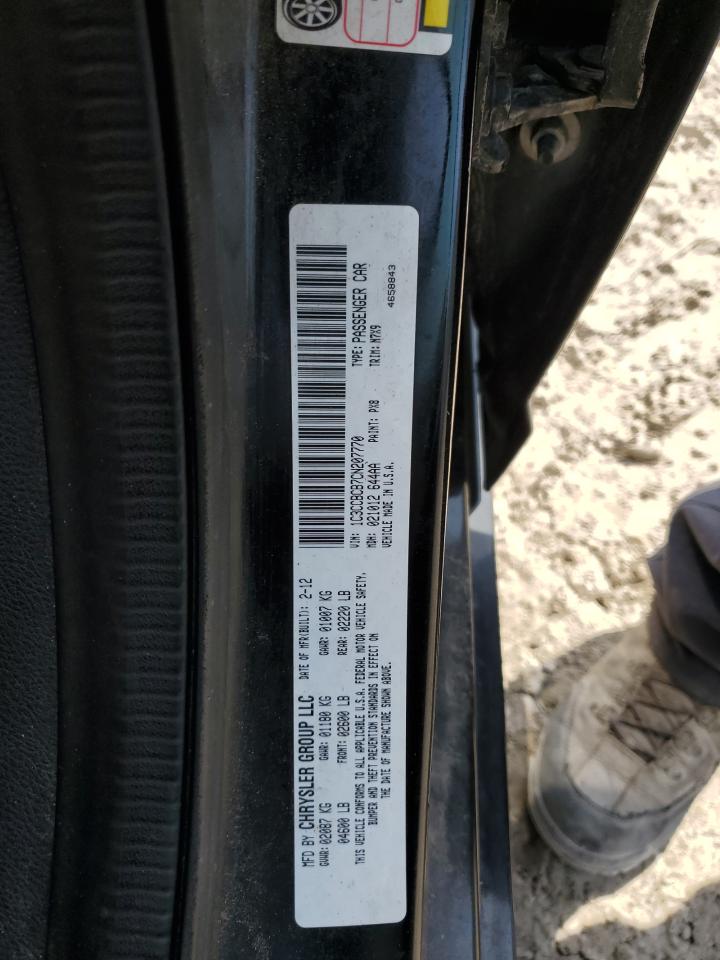 MFD BY CHRYSLER GROUP LLC DATE OF MFR(BUILT): 2-12
GVWR: 02087 KG GAWR: 01180 KG GAWR: 01007 KG
04600 LB FRONT: 02600 LB REAR: 02220 LB
THIS VEHICLE CONFORMS TO ALL APPLICABLE U.S.A. FEDERAL MOTOR VEHICLE SAFETY,
BUMPER AND THEFT PREVENTION STANDARDS IN EFFECT ON
THE DATE OF MANUFACTURE SHOWN ABOVE.
VIN: 1C3CCBCB7CN207770 TYPE: PASSENGER CAR
MDH: 021012 644AA PAINT: PX8 TRIM: N7X9
VEHICLE MADE IN U.S.A.
4658843